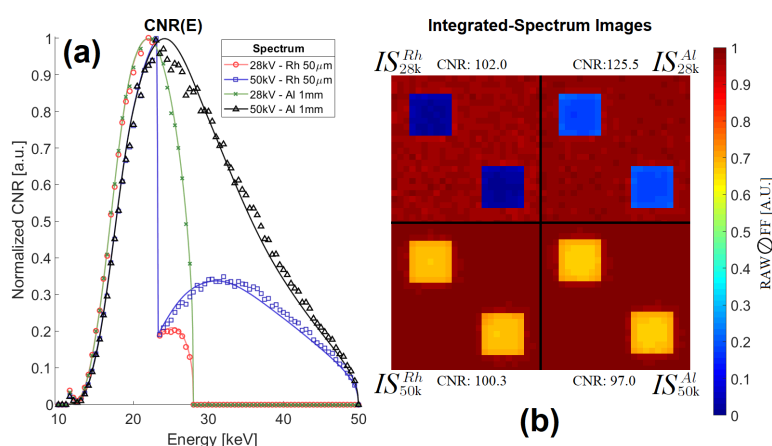 CNR(E)
(a)
Normalized CNR [a.u.]
1
0.9
0.8
0.7
0.6
0.5
0.4
0.3
0.2
0.1
0
10
20
30
40
50
Energy [keV]
Spectrum
28kV - Rh 50μm
50kV - Rh 50μm
28kV - Al 1mm
50kV - Al 1mm
Integrated-Spectrum Images
IS Rh 28k
CNR: 102.0
CNR:125.5
IS Al 28k
IS Rh 50k
CNR: 100.3
CNR: 97.0
IS Al 50k
(b)
1
0.9
0.8
0.7
0.6
0.5
0.4
0.3
0.2
0.1
0
RAW⊘FF [A.U.]